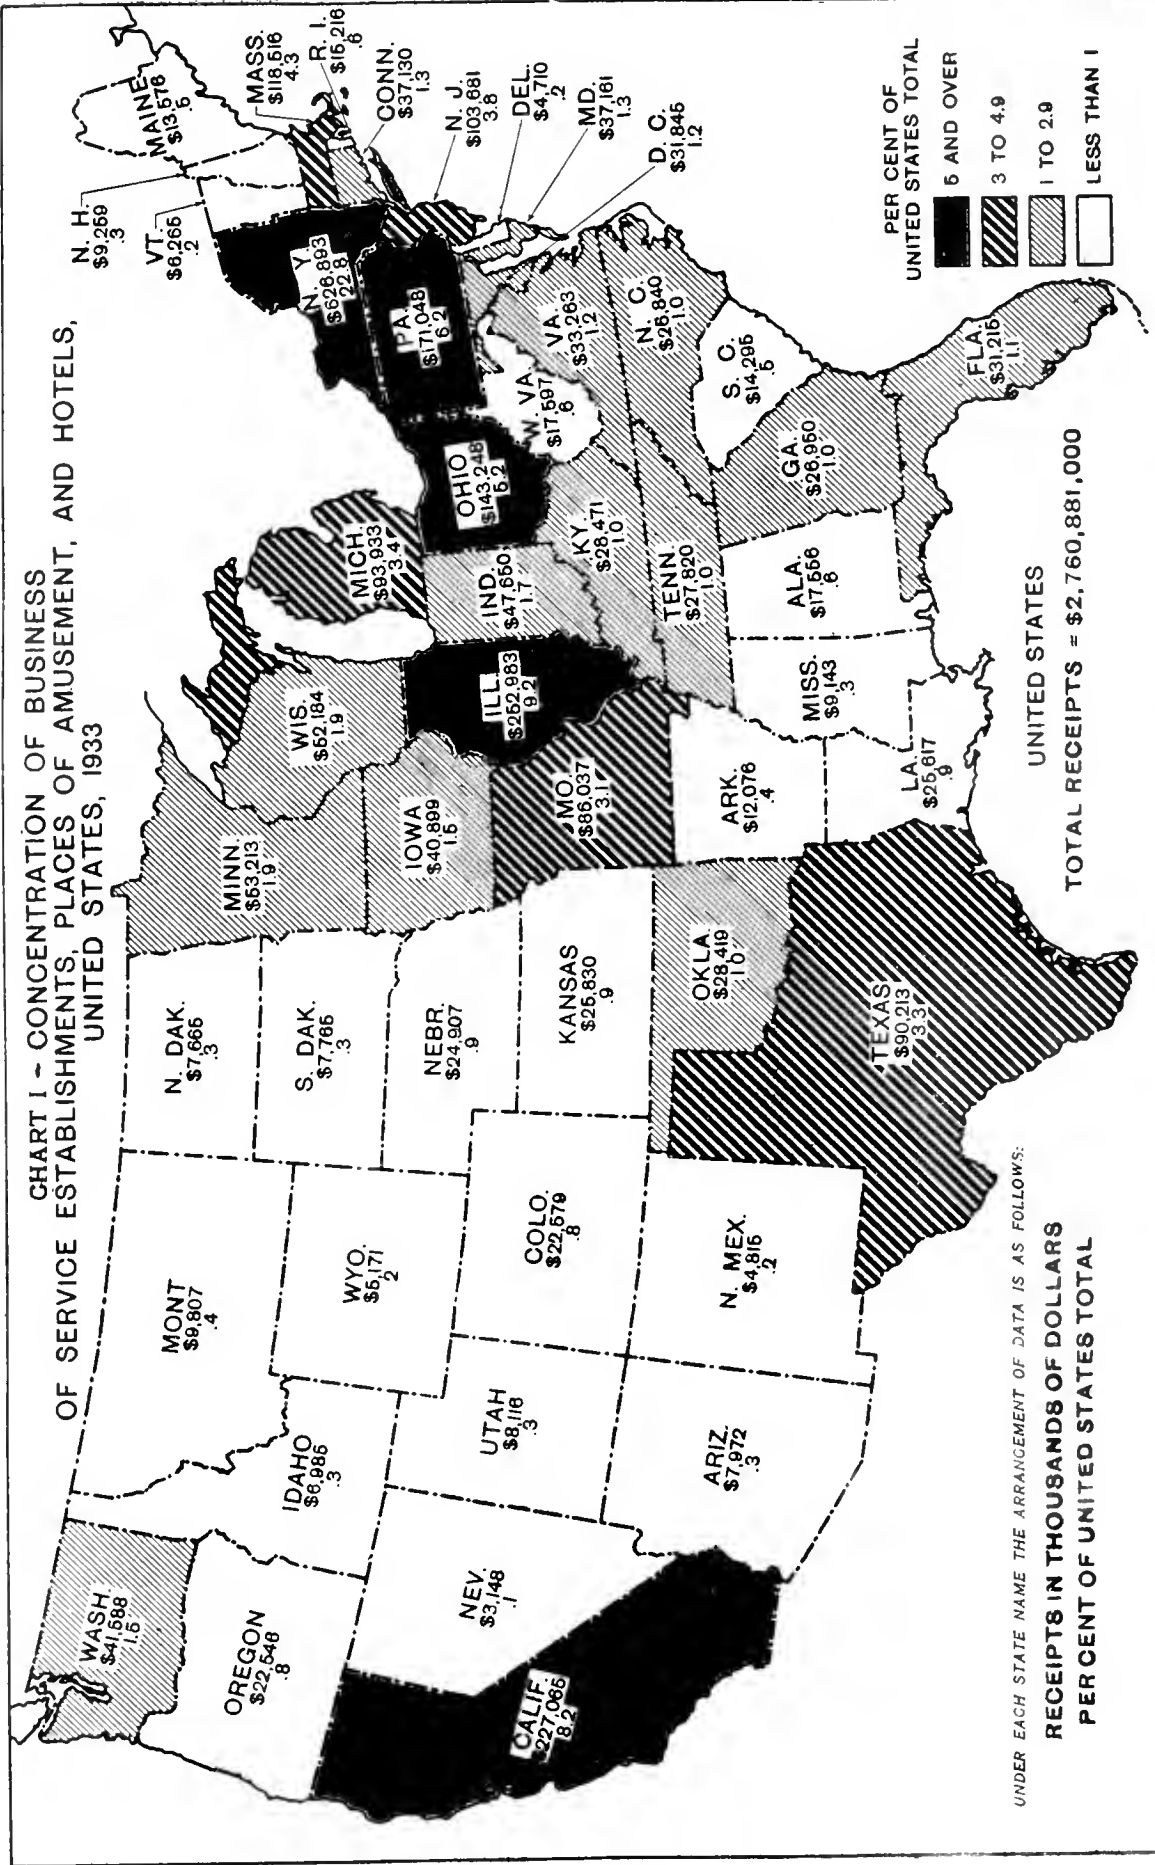 CHART I - CONCENTRATION OF BUSINESS
OF SERVICE ESTABLISHMENTS, PLACES OF AMUSEMENT, AND HOTELS,
UNITED STATES, 1933
WASH.
$41,588
1.5
OREGON
$22,546
.8
CALIF.
227,065
8.2
NEV.
$3,148
.1
IDAHO
$6,985
.3
MONT
$9,807
.4
WYO.
$5,171
.2
UTAH
$8,116
.3
ARIZ.
$7,972
.3
COLO.
$22,579
.8
N. MEX.
$4,815
.2
N. DAK.
$7,665
.3
S. DAK.
$7,765
.3
NEBR.
$24,907
.9
KANSAS
$25,830
.9
OKLA.
$28,419
1.0
TEXAS
$90,213
3.3
MINN.
$53,213
1.9
IOWA
$40,899
1.5
MO.
$86,037
3.1
ARK.
$12,076
.4
LA.
$25,617
.9
WIS.
$52,184
1.9
ILL.
$252,983
9.2
MISS.
$9,143
.3
MICH.
$93,933
3.4
IND.
$47,650
1.7
KY.
$28,471
1.0
TENN.
$27,820
1.0
ALA.
$17,556
.6
OHIO
$143,248
5.2
W. VA.
$17,597
.6
GA.
$26,950
1.0
FLA.
$31,215
1.1
S. C.
$14,295
.5
N. C.
$26,840
1.0
VA.
$33,263
1.2
PA.
$171,048
6.2
N. Y.
$626,893
22.8
VT.
$6,265
.2
N. H.
$9,259
.3
MAINE
$13,578
.5
MASS.
$118,516
4.3
R. I.
$15,216
.6
CONN.
$37,130
1.3
N. J.
$103,681
3.8
DEL.
$4,710
.2
MD.
$37,161
1.3
D. C.
$31,845
1.2
PER CENT OF
UNITED STATES TOTAL
5 AND OVER
3 TO 4.9
1 TO 2.9
LESS THAN 1
UNITED STATES
TOTAL RECEIPTS = $2,760,881,000
UNDER EACH STATE NAME THE ARRANGEMENT OF DATA IS AS FOLLOWS:
RECEIPTS IN THOUSANDS OF DOLLARS
PER CENT OF UNITED STATES TOTAL